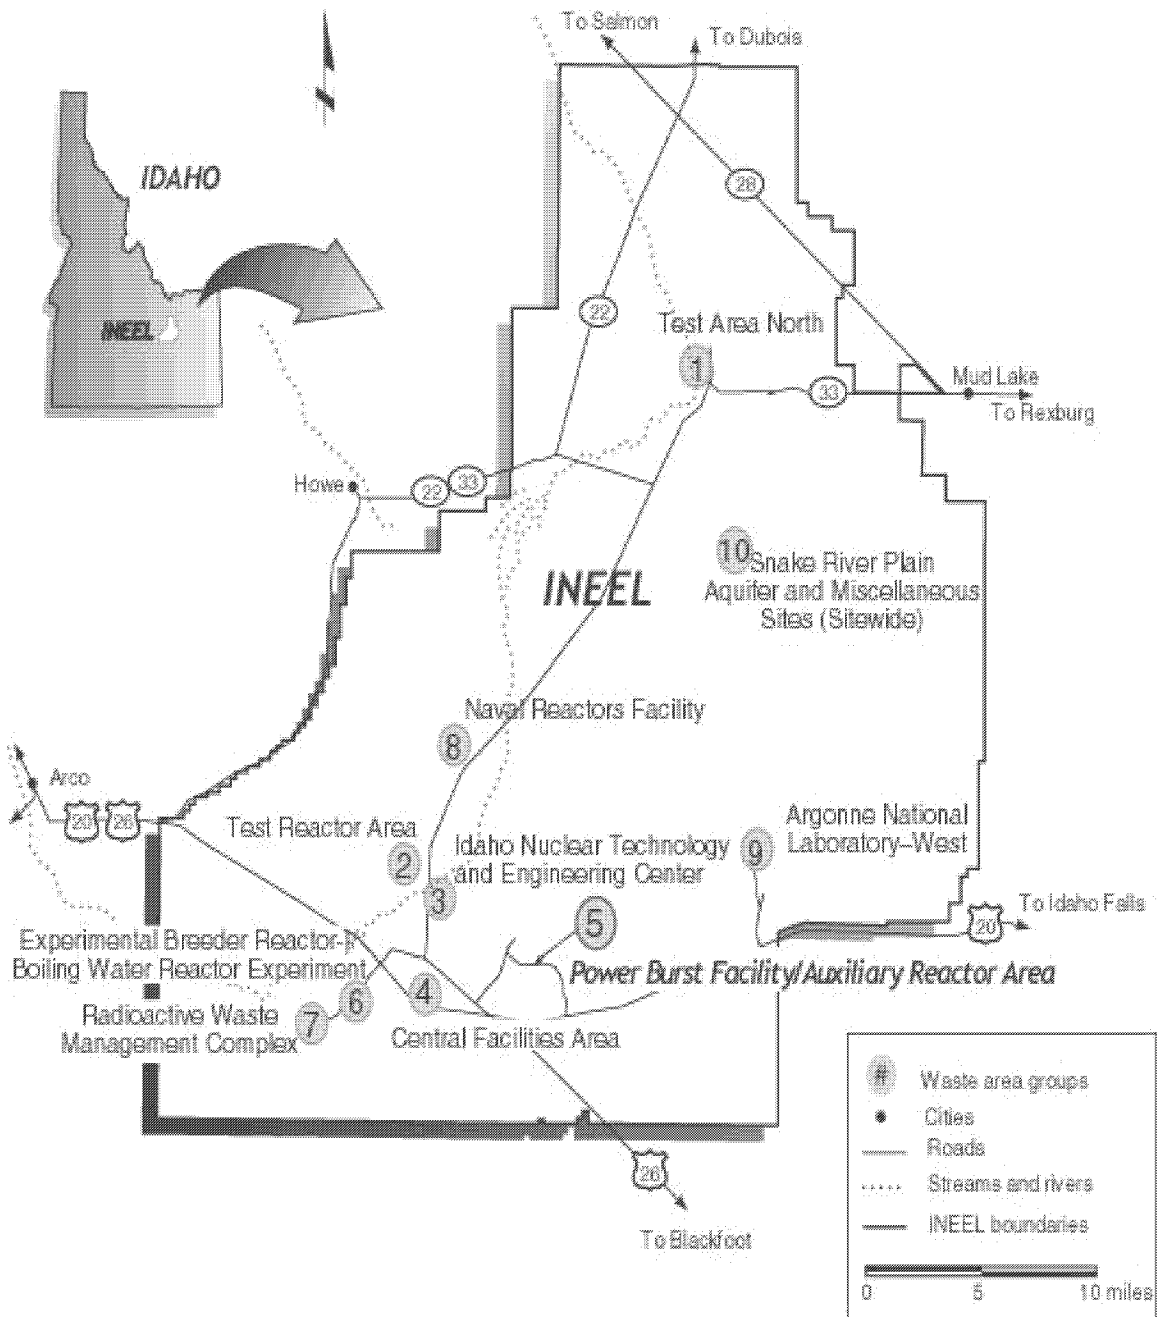 To Salmon
To Dubois
IDAHO
28
INEEL
22
Test Area North
1
Mud Lake
33
To Rexburg
Howe
22
33
10
Snake River Plain
Aquifer and Miscellaneous
Sites (Sitewide)
INEEL
Naval Reactors Facility
8
Arco
20
26
Test Reactor Area
2
Idaho Nuclear Technology
and Engineering Center
3
9
Argonne National
Laboratory–West
To Idaho Falls
20
5
Experimental Breeder Reactor-I/
Boiling Water Reactor Experiment
Power Burst Facility/Auxiliary Reactor Area
6
4
7
Radioactive Waste
Management Complex
Central Facilities Area
26
To Blackfoot
# Waste area groups
Cities
Roads
Streams and rivers
INEEL boundaries
0 5 10 miles